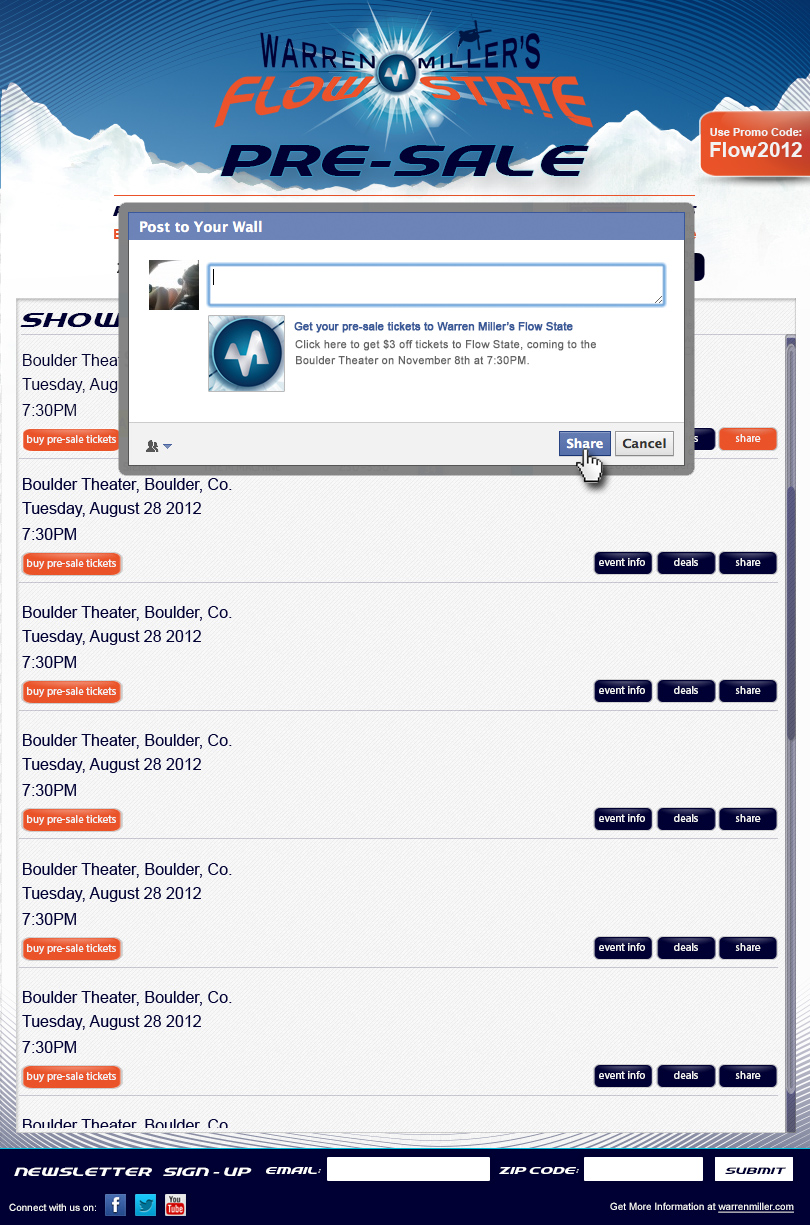 WARREN MILLER'S
FLOW STATE
PRE-SALE
Use Promo Code:
Flow2012
Post to Your Wall
Get your pre-sale tickets to Warren Miller's Flow State
Click here to get $3 off tickets to Flow State, coming to the
Boulder Theater on November 8th at 7:30PM.
Share
Cancel
SHOW
Boulder Theat
Tuesday, Aug
7:30PM
buy pre-sale tickets
share
Boulder Theater, Boulder, Co.
Tuesday, August 28 2012
7:30PM
buy pre-sale tickets
event info
deals
share
Boulder Theater, Boulder, Co.
Tuesday, August 28 2012
7:30PM
buy pre-sale tickets
event info
deals
share
Boulder Theater, Boulder, Co.
Tuesday, August 28 2012
7:30PM
buy pre-sale tickets
event info
deals
share
Boulder Theater, Boulder, Co.
Tuesday, August 28 2012
7:30PM
buy pre-sale tickets
event info
deals
share
Boulder Theater, Boulder, Co.
Tuesday, August 28 2012
7:30PM
buy pre-sale tickets
event info
deals
share
Boulder Theater, Boulder, Co.
NEWSLETTER SIGN-UP
EMAIL:
ZIP CODE:
SUBMIT
Connect with us on:
You
Tube
Get More Information at warrenmiller.com